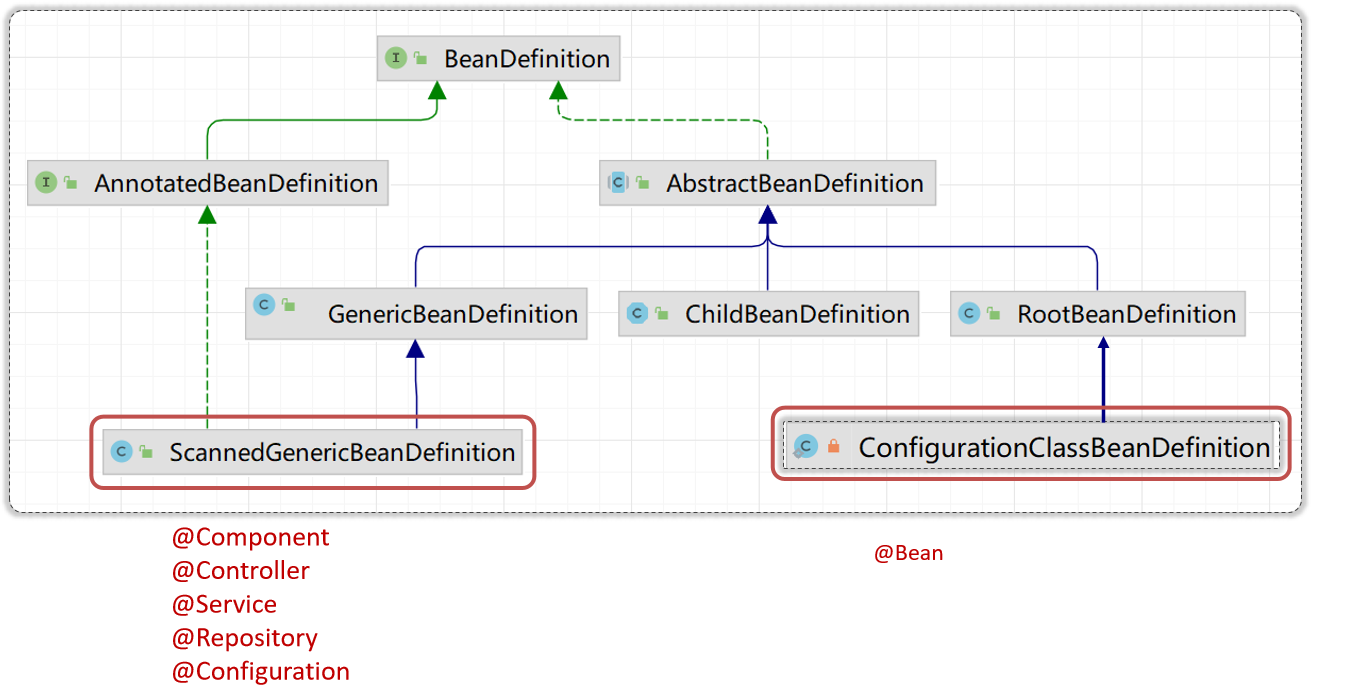 I BeanDefinition
I AnnotatedBeanDefinition
C AbstractBeanDefinition
C GenericBeanDefinition
C ChildBeanDefinition
C RootBeanDefinition
C ScannedGenericBeanDefinition
C ConfigurationClassBeanDefinition
@Component
@Controller
@Service
@Repository
@Configuration
@Bean